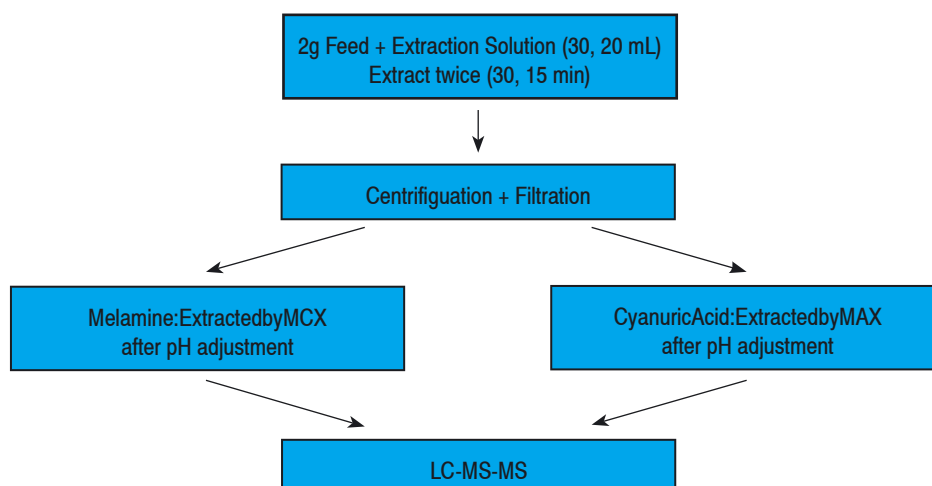 2g Feed + Extraction Solution (30, 20 mL)
Extract twice (30, 15 min)
Centrifiguation + Filtration
Melamine:ExtractedbyMCX
after pH adjustment
CyanuricAcid:ExtractedbyMAX
after pH adjustment
LC-MS-MS